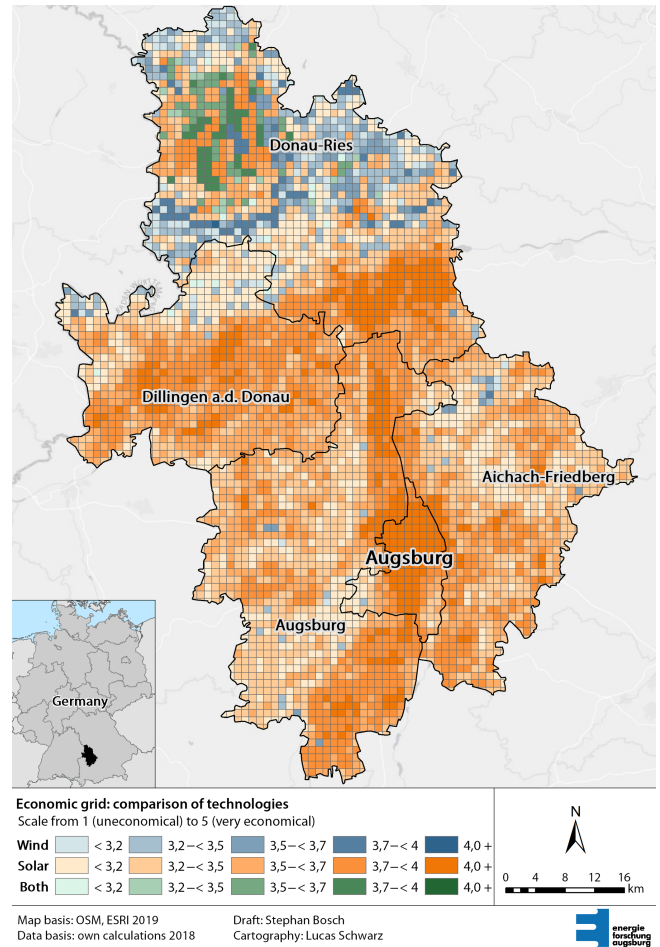 Donau-Ries
Dillingen a.d. Donau
Aichach-Friedberg
Augsburg
Augsburg
Germany
Economic grid: comparison of technologies
Scale from 1 (uneconomical) to 5 (very economical)
Wind < 3,2 3,2–< 3,5 3,5–< 3,7 3,7–< 4 4,0 +
Solar < 3,2 3,2–< 3,5 3,5–< 3,7 3,7–< 4 4,0 +
Both < 3,2 3,2–< 3,5 3,5–< 3,7 3,7–< 4 4,0 +
N
0 4 8 12 16
km
Map basis: OSM, ESRI 2019
Data basis: own calculations 2018
Draft: Stephan Bosch
Cartography: Lucas Schwarz
energie
forschung
augsburg